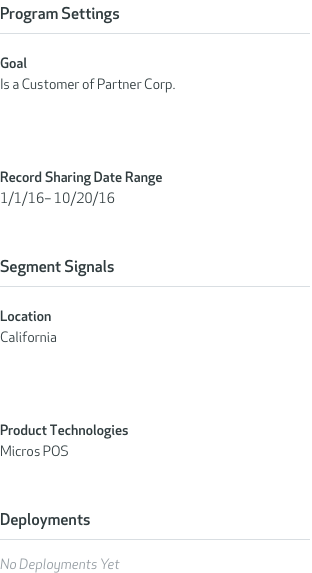 Program Settings
Goal
Is a Customer of Partner Corp.
Record Sharing Date Range
1/1/16– 10/20/16
Segment Signals
Location
California
Product Technologies
Micros POS
Deployments
No Deployments Yet